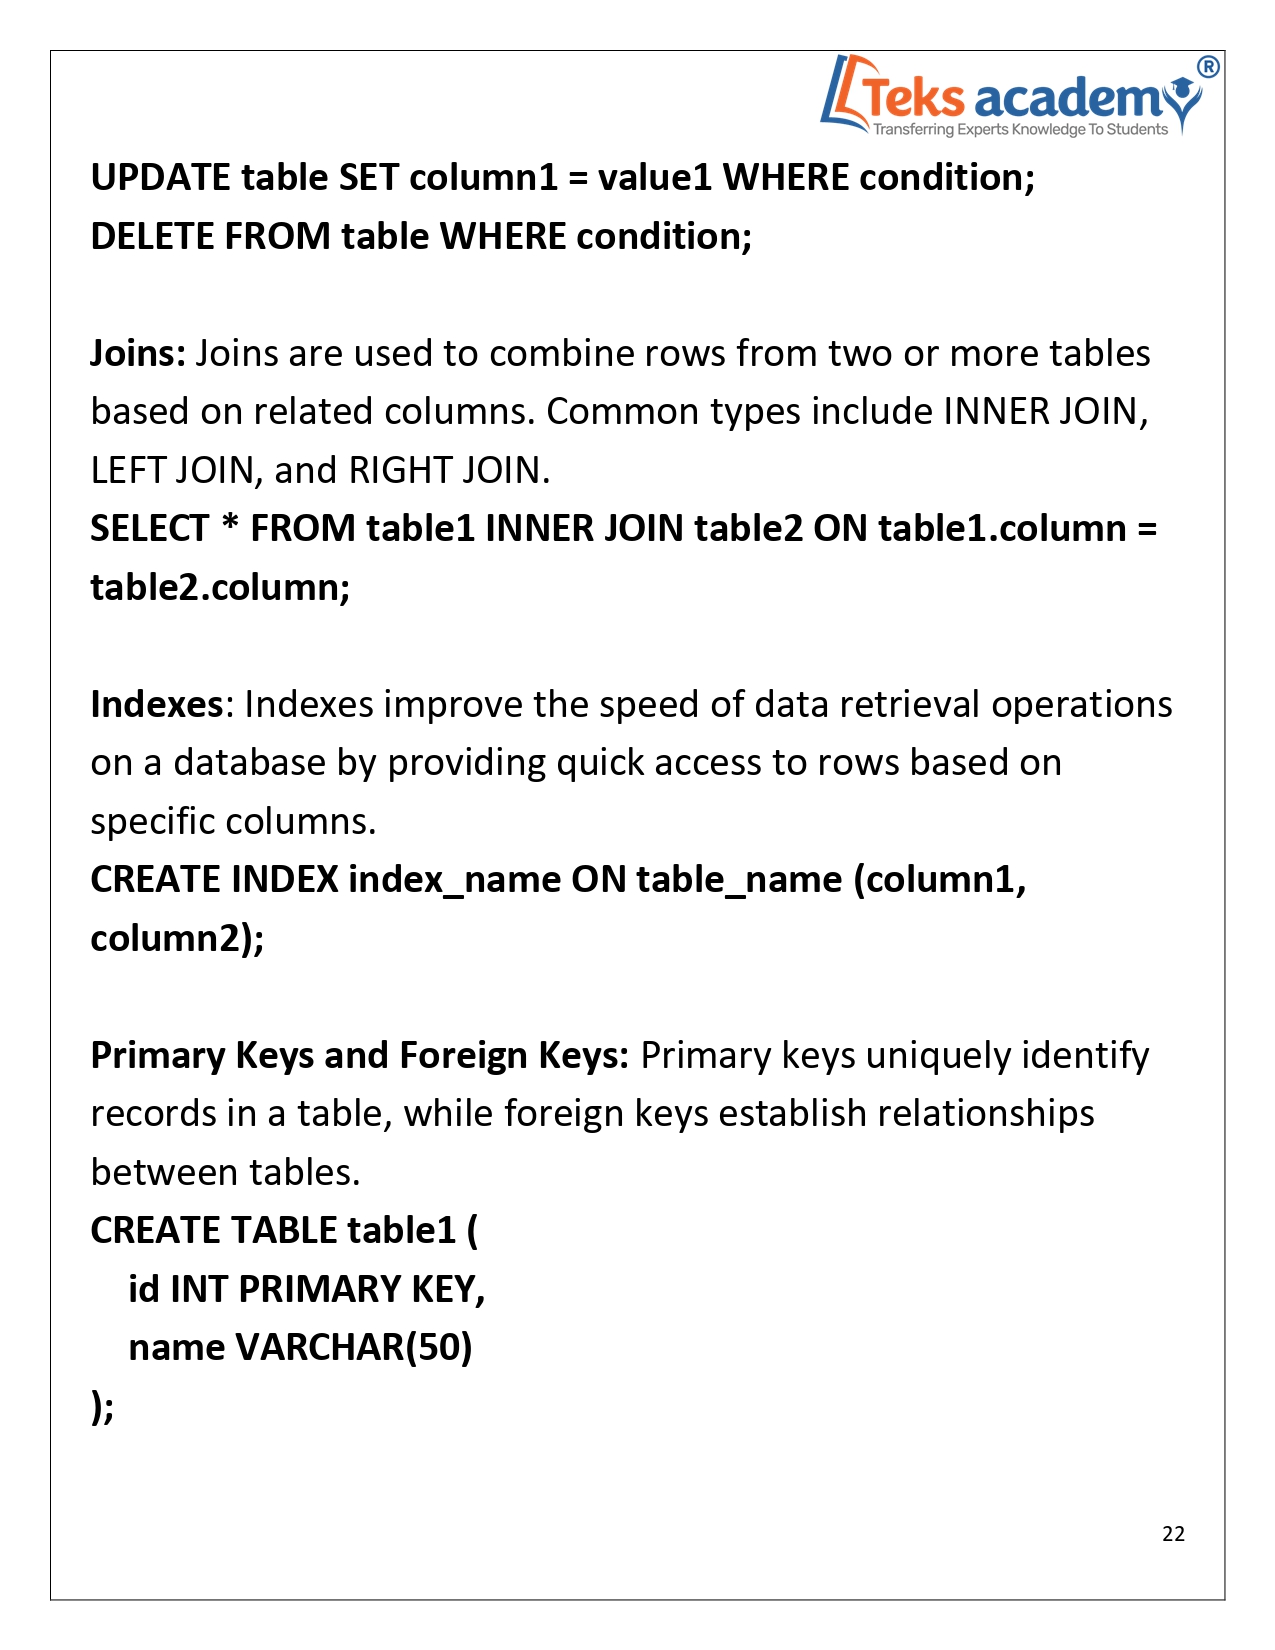 Teks academy ®
Transferring Experts Knowledge To Students
UPDATE table SET column1 = value1 WHERE condition;
DELETE FROM table WHERE condition;
Joins: Joins are used to combine rows from two or more tables
based on related columns. Common types include INNER JOIN,
LEFT JOIN, and RIGHT JOIN.
SELECT * FROM table1 INNER JOIN table2 ON table1.column =
table2.column;
Indexes: Indexes improve the speed of data retrieval operations
on a database by providing quick access to rows based on
specific columns.
CREATE INDEX index_name ON table_name (column1,
column2);
Primary Keys and Foreign Keys: Primary keys uniquely identify
records in a table, while foreign keys establish relationships
between tables.
CREATE TABLE table1 (
id INT PRIMARY KEY,
name VARCHAR(50)
);
22